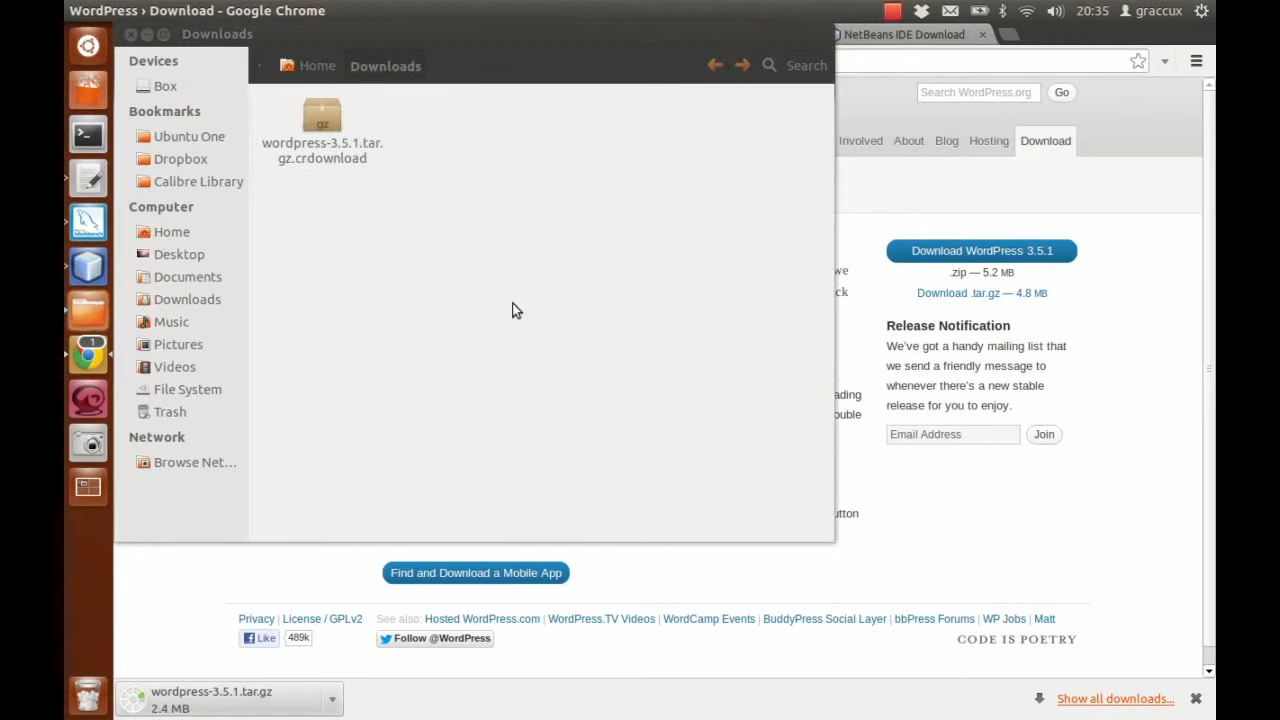 WordPress › Download - Google Chrome
20:35
graccux
Downloads
NetBeans IDE Download
Devices
Box
Bookmarks
Ubuntu One
Dropbox
Calibre Library
Computer
Home
Desktop
Documents
Downloads
Music
Pictures
Videos
File System
Trash
Network
Browse Net...
Home
Downloads
Search
gz
wordpress-3.5.1.tar.
gz.crdownload
Search WordPress.org
Go
Involved
About
Blog
Hosting
Download
we
ck
ading
ouble
utton
Download WordPress 3.5.1
.zip — 5.2 MB
Download .tar.gz — 4.8 MB
Release Notification
We've got a handy mailing list that
we send a friendly message to
whenever there's a new stable
release for you to enjoy.
Email Address
Join
1
Find and Download a Mobile App
Privacy | License / GPLv2
See also: Hosted WordPress.com | WordPress.TV Videos | WordCamp Events | BuddyPress Social Layer | bbPress Forums | WP Jobs | Matt
Like
489k
Follow @WordPress
CODE IS POETRY
wordpress-3.5.1.tar.gz
2.4 MB
Show all downloads...